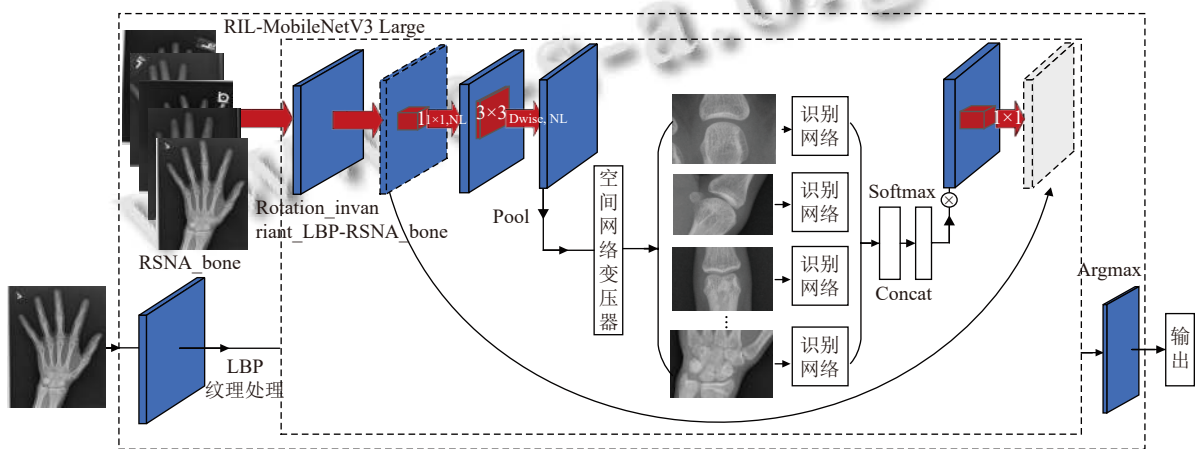 RIL-MobileNetV3 Large
1
1×1,NL
3×3
Dwise, NL
1×1
Rotation_invan
riant_LBP-RSNA_bone
RSNA_bone
Pool
空间网络变压器
识别
网络
识别
网络
识别
网络
⋮
识别
网络
Softmax
Concat
Argmax
LBP
纹理处理
输出